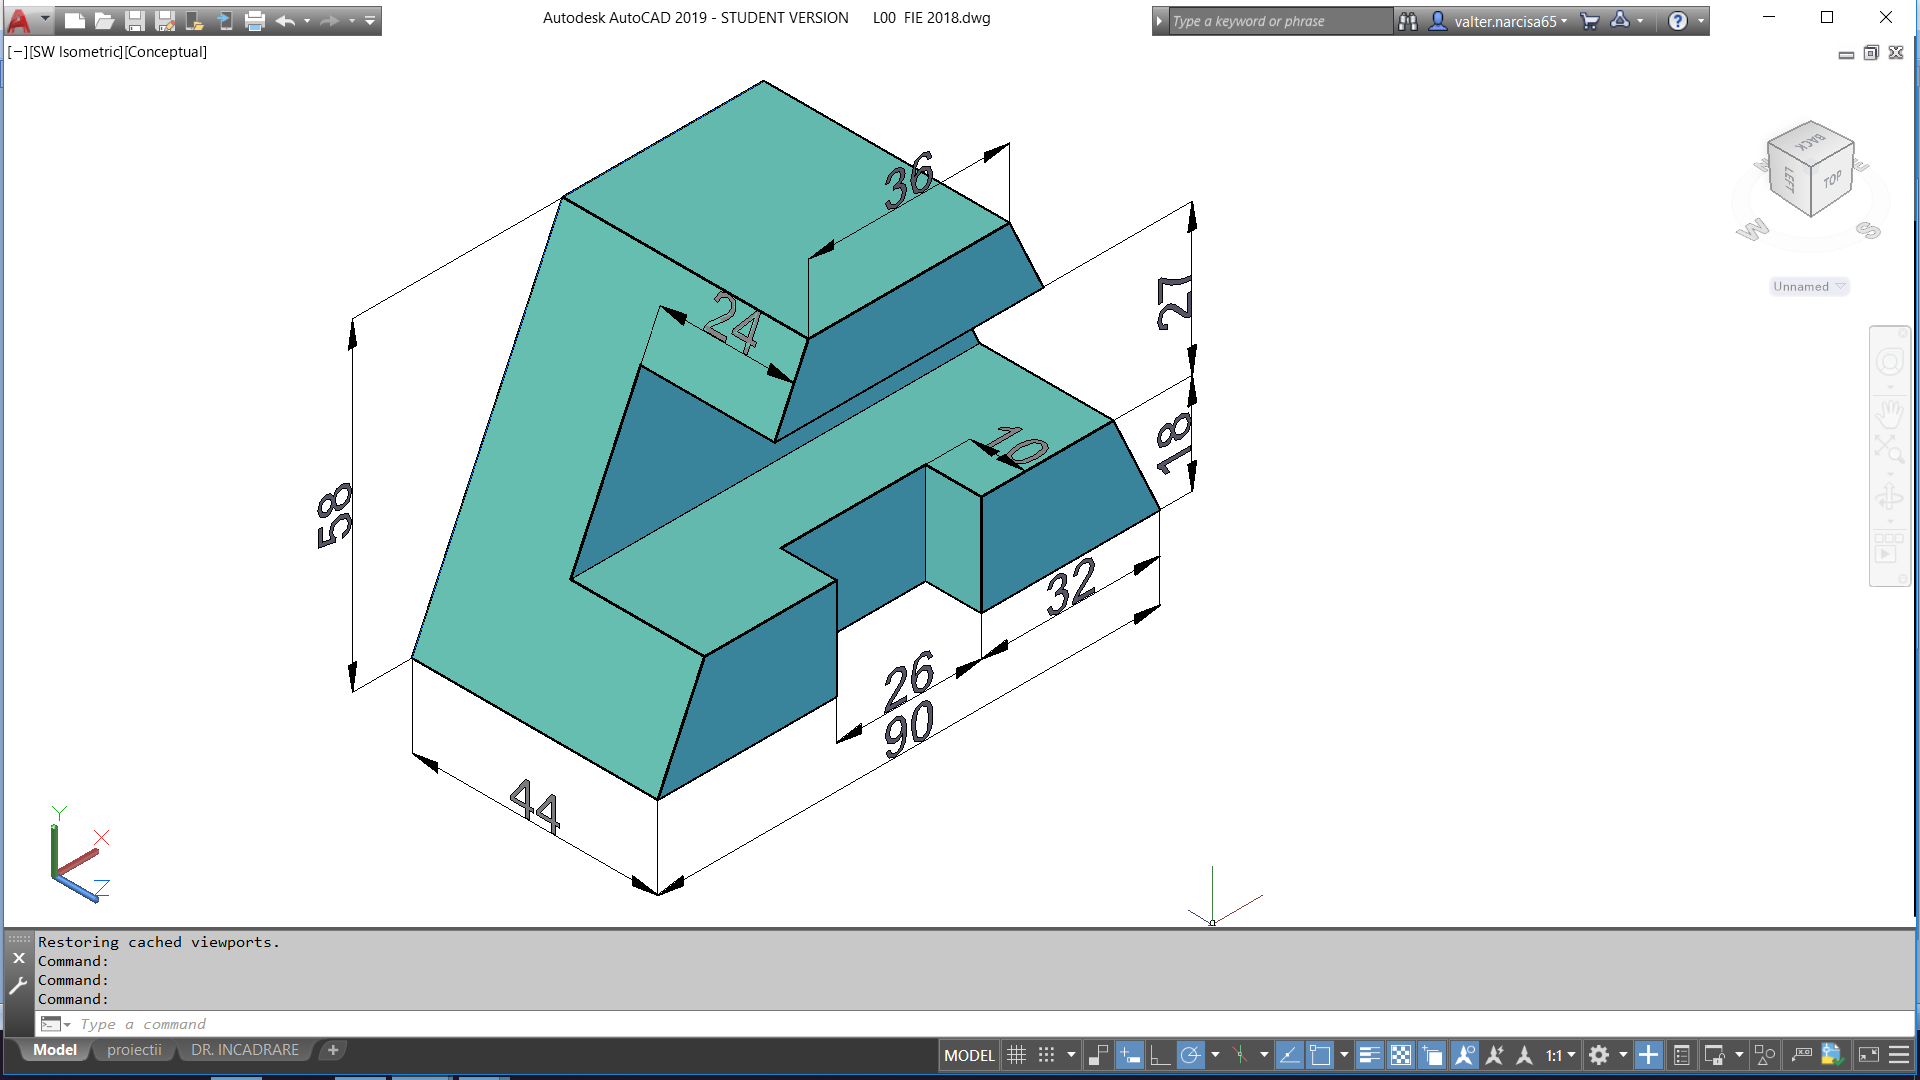 Autodesk AutoCAD 2019 - STUDENT VERSION L00 FIE 2018.dwg
Type a keyword or phrase
valter.narcisa65
[−][SW Isometric][Conceptual]
36
24
27
10
18
58
32
26
90
44
BACK
LEFT
TOP
W
S
N
E
Unnamed
Y
X
Z
Restoring cached viewports.
Command:
Command:
Command:
Type a command
Model
proiectii
DR. INCADRARE
MODEL
1:1